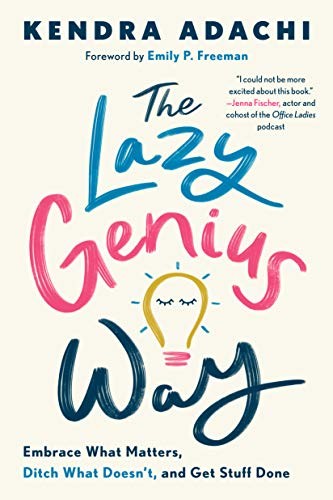 KENDRA ADACHI
Foreword by Emily P. Freeman
"I could not be more
excited about this book."
—Jenna Fischer, actor and
cohost of the Office Ladies
podcast
The
Lazy
Genius
Way
Embrace What Matters,
Ditch What Doesn't, and Get Stuff Done